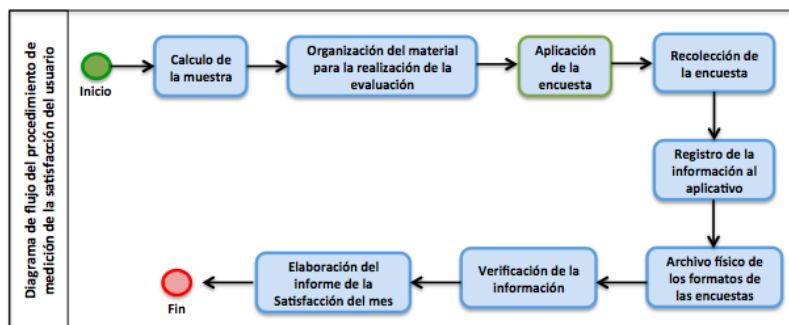 Diagrama de flujo del procedimiento de
medición de la satisfacción del usuario
Inicio
Calculo de
la muestra
Organización del material
para la realización de la
evaluación
Aplicación
de la
encuesta
Recolección de
la encuesta
Registro de la
información al
aplicativo
Archivo físico de
los formatos de
las encuestas
Verificación de la
información
Elaboración del
informe de la
Satisfacción del mes
Fin